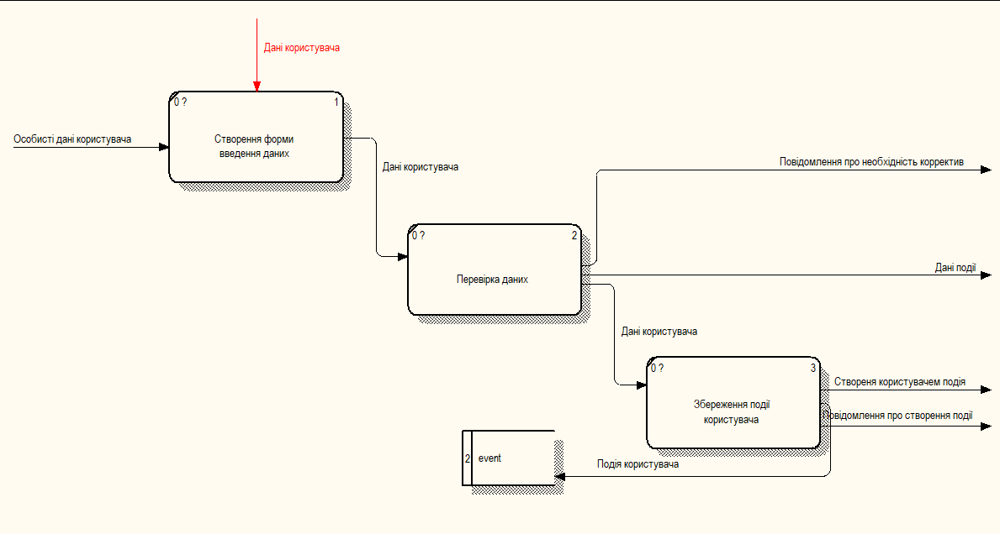 Дані користувача
0 ?
1
Особисті дані користувача
Створення форми
введення даних
Дані користувача
Повідомлення про необхідність корректив
0 ?
2
Перевірка даних
Дані події
Дані користувача
0 ?
3
Збереження події
користувача
Створеня користувачем подія
Повідомлення про створення події
2
event
Подія користувача